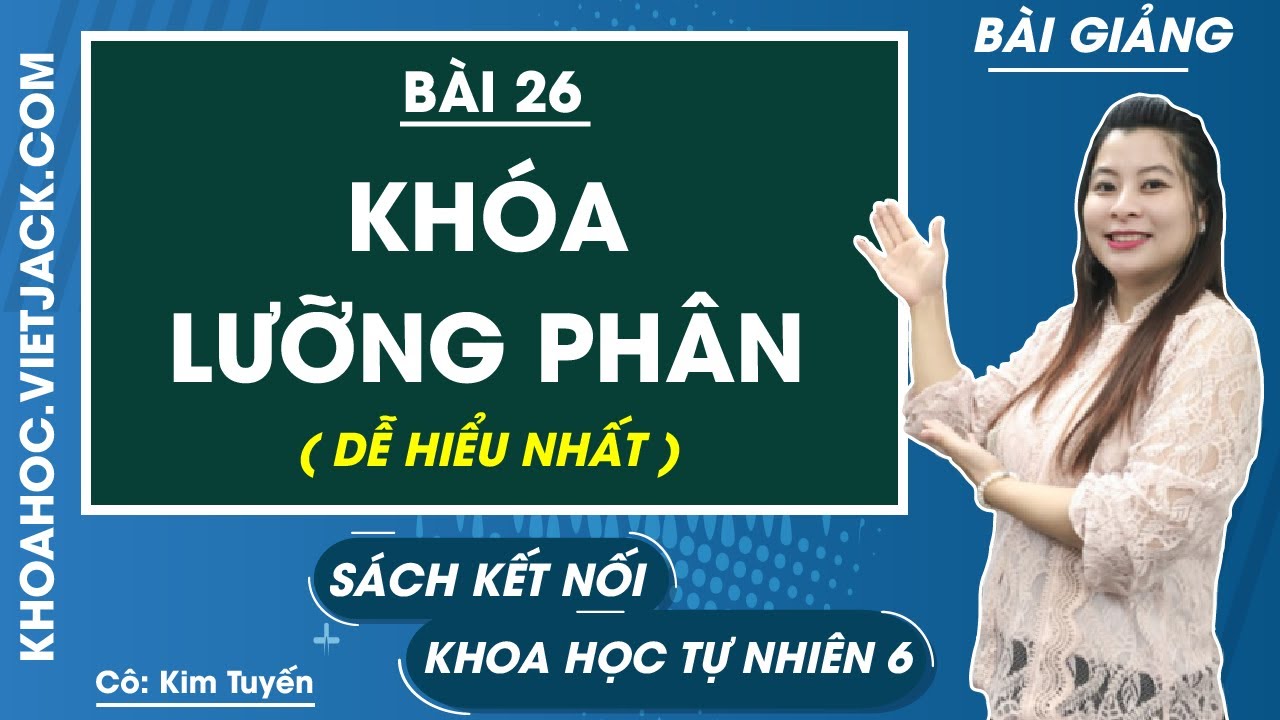 BÀI GIẢNG
KHOAHOC.VIETJACK.COM
BÀI 26
KHÓA
LƯỠNG PHÂN
( DỄ HIỂU NHẤT )
SÁCH KẾT NỐI
KHOA HỌC TỰ NHIÊN 6
Cô: Kim Tuyến